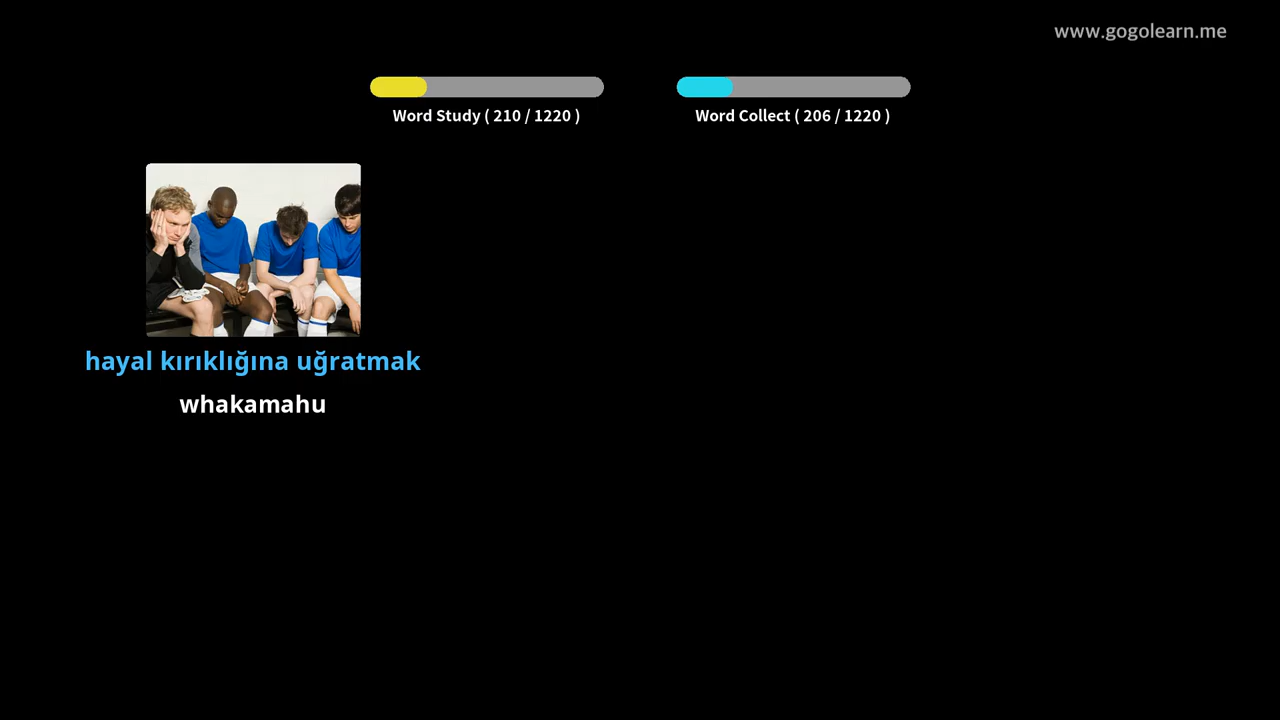 www.gogolearn.me
Word Study ( 210 / 1220 )
Word Collect ( 206 / 1220 )
hayal kırıklığına uğratmak
whakamahu